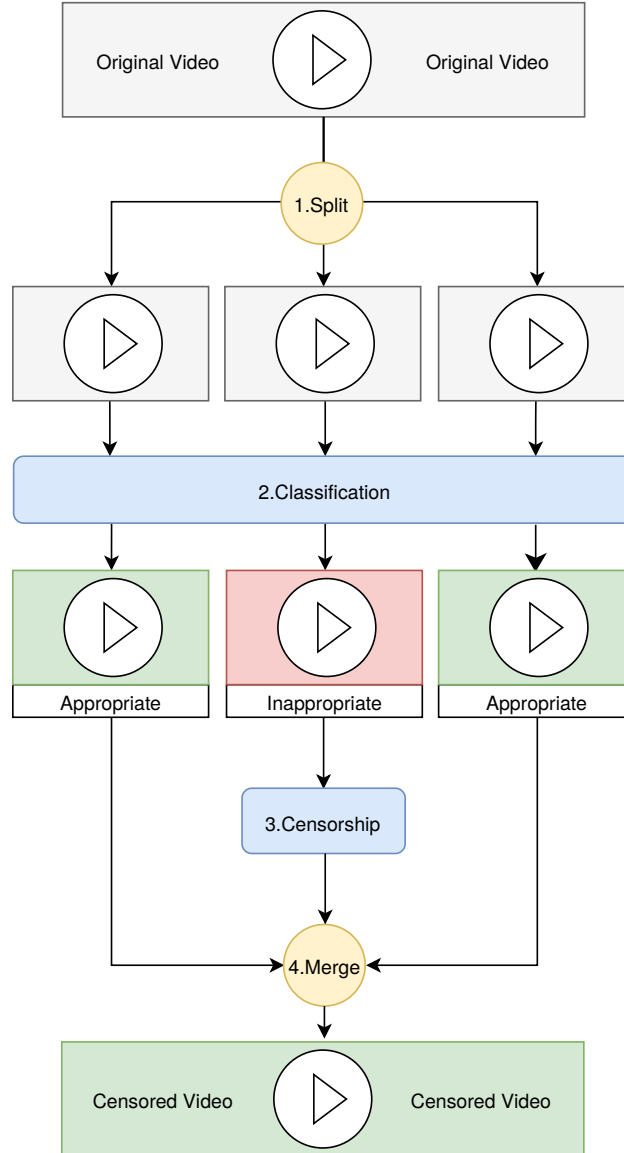 Original Video Original Video
1.Split
2.Classification
Appropriate Inappropriate Appropriate
3.Censorship
4.Merge
Censored Video Censored Video